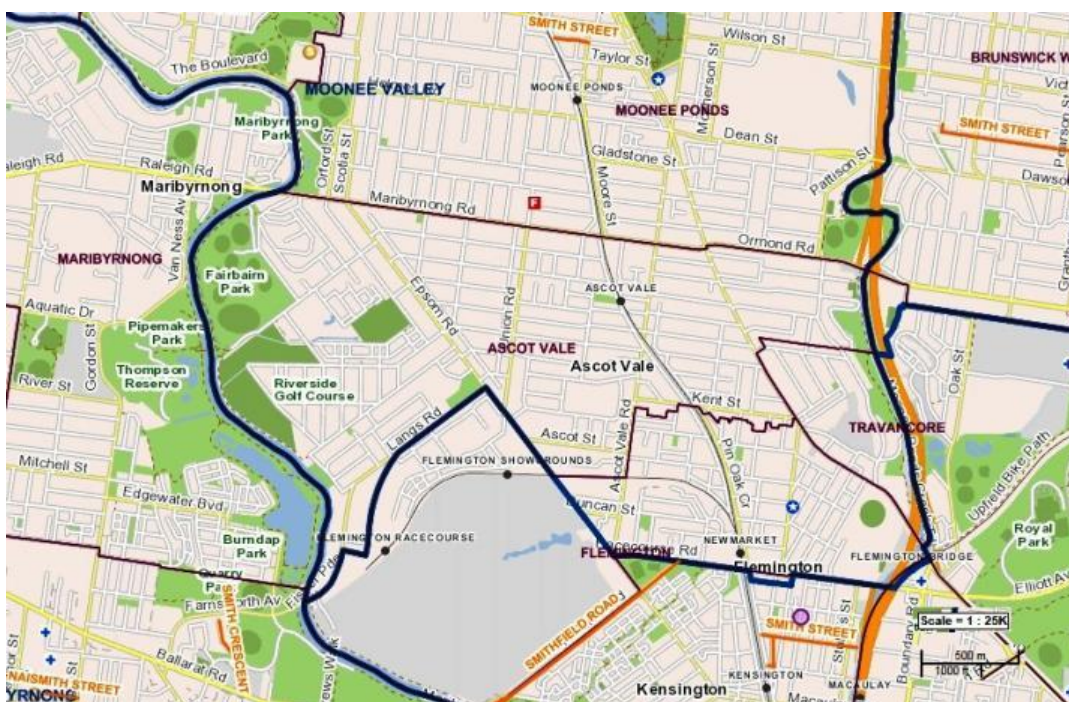 SMITH STREET
Wilson St
BRUNSWICK W
The Boulevard
Taylor St
MOONEE VALLEY
MOONEE PONDS
MOONEE PONDS
SMITH STREET
Maribyrnong
Park
Dean St
Orford St
Scotia St
Gladstone St
Pattison St
Raleigh Rd
Maribyrnong
Maribyrnong Rd
Moore St
Ormond Rd
Van Ness Av
MARIBYRNONG
Fairbairn
Park
Epsom Rd
Union Rd
ASCOT VALE
Aquatic Dr
Gordon St
Pipemakers
Park
ASCOT VALE
Ascot Vale
Thompson
Reserve
River St
Riverside
Golf Course
Langs Rd
Kent St
Oak St
TRAVANCORE
Ascot St
Ascot Vale Rd
Pin Oak Cr
Mitchell St
FLEMINGTON SHOWGROUNDS
Edgewater Blvd
Duncan St
Upfield Bike Path
Royal
Park
Burndap
Park
FLEMINGTON RACECOURSE
FLEMINGTON
NEWMARKET
Flemington
FLEMINGTON BRIDGE
Elliott Av
Farnsworth Av
SMITH CRESCENT
SMITHFIELD ROAD
SMITH STREET
Boundary Rd
Scale = 1 : 25K
500 m
1000 ft
Ballarat Rd
NAISMITH STREET
Kensington
KENSINGTON
MACAULAY